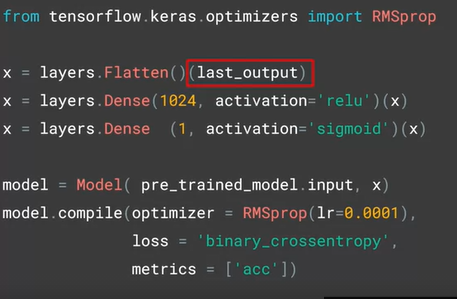 from tensorflow.keras.optimizers import RMSprop
x = layers.Flatten()(last_output)
x = layers.Dense(1024, activation='relu')(x)
x = layers.Dense  (1, activation='sigmoid')(x)
model = Model( pre_trained_model.input, x)
model.compile(optimizer = RMSprop(lr=0.0001),
              loss = 'binary_crossentropy',
              metrics = ['acc'])